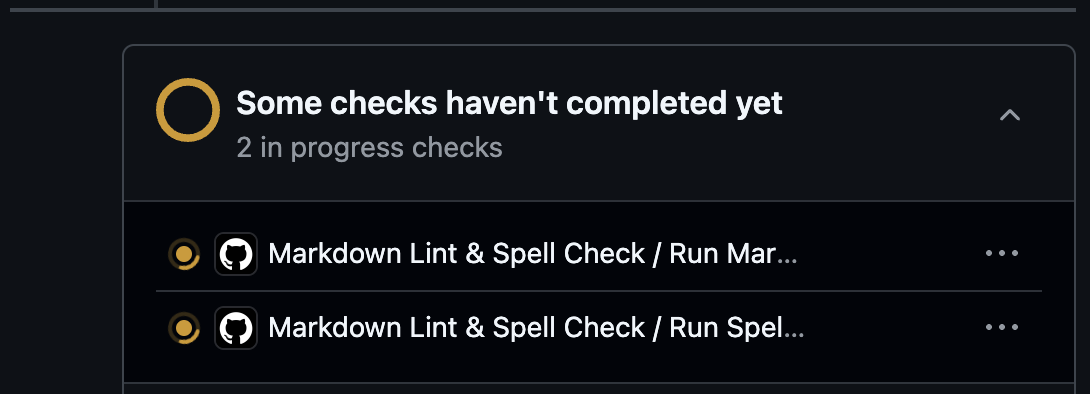 Some checks haven't completed yet
2 in progress checks
Markdown Lint & Spell Check / Run Mar...
Markdown Lint & Spell Check / Run Spel...